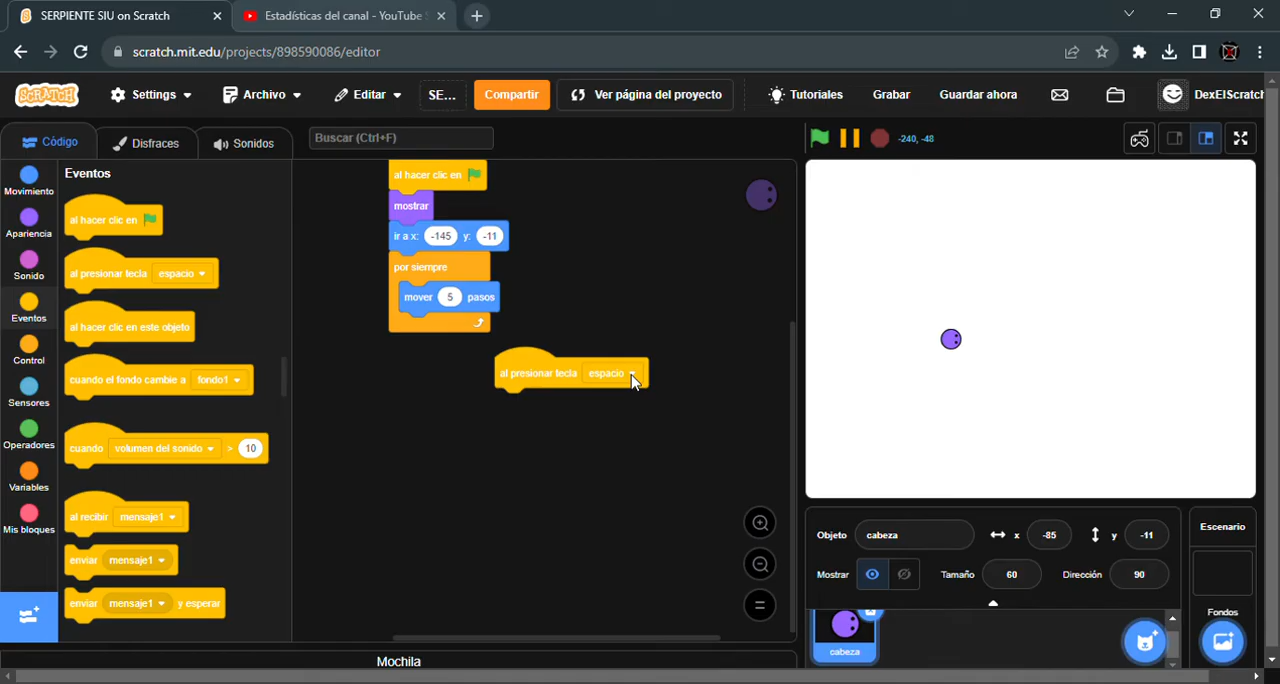 SERPIENTE SIU on Scratch
Estadísticas del canal - YouTube S
scratch.mit.edu/projects/898590086/editor
SCRATCH
Settings
Archivo
Editar
SE...
Compartir
Ver página del proyecto
Tutoriales
Grabar
Guardar ahora
DexElScratch
Código
Disfraces
Sonidos
Buscar (Ctrl+F)
-240, -48
Movimiento
Apariencia
Sonido
Eventos
Control
Sensores
Operadores
Variables
Mis bloques
Eventos
al hacer clic en
al presionar tecla espacio
al hacer clic en este objeto
cuando el fondo cambie a fondo1
cuando volumen del sonido > 10
al recibir mensaje1
enviar mensaje1
enviar mensaje1 y esperar
al hacer clic en
mostrar
ir a x: -145 y: -11
por siempre
mover 5 pasos
al presionar tecla espacio
Mochila
Objeto cabeza x -85 y -11
Mostrar Tamaño 60 Dirección 90
cabeza
Escenario
Fondos